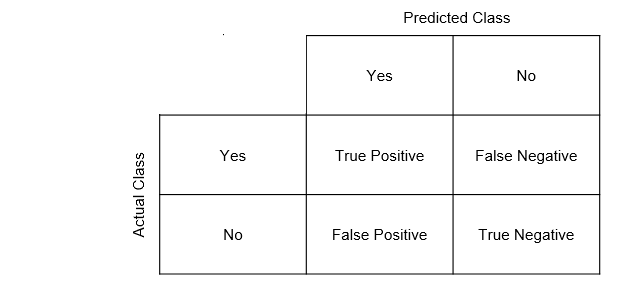 Predicted Class
Yes No
Actual Class
Yes True Positive False Negative
No False Positive True Negative